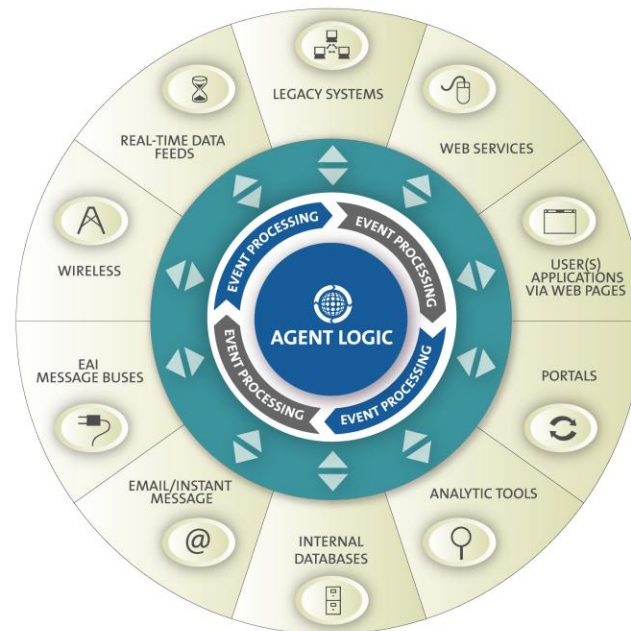 LEGACY SYSTEMS
WEB SERVICES
USER(S)
APPLICATIONS
VIA WEB PAGES
PORTALS
ANALYTIC TOOLS
INTERNAL
DATABASES
@
EMAIL/INSTANT
MESSAGE
EAI
MESSAGE BUSES
WIRELESS
REAL-TIME DATA
FEEDS
EVENT PROCESSING
EVENT PROCESSING
EVENT PROCESSING
EVENT PROCESSING
AGENT LOGIC